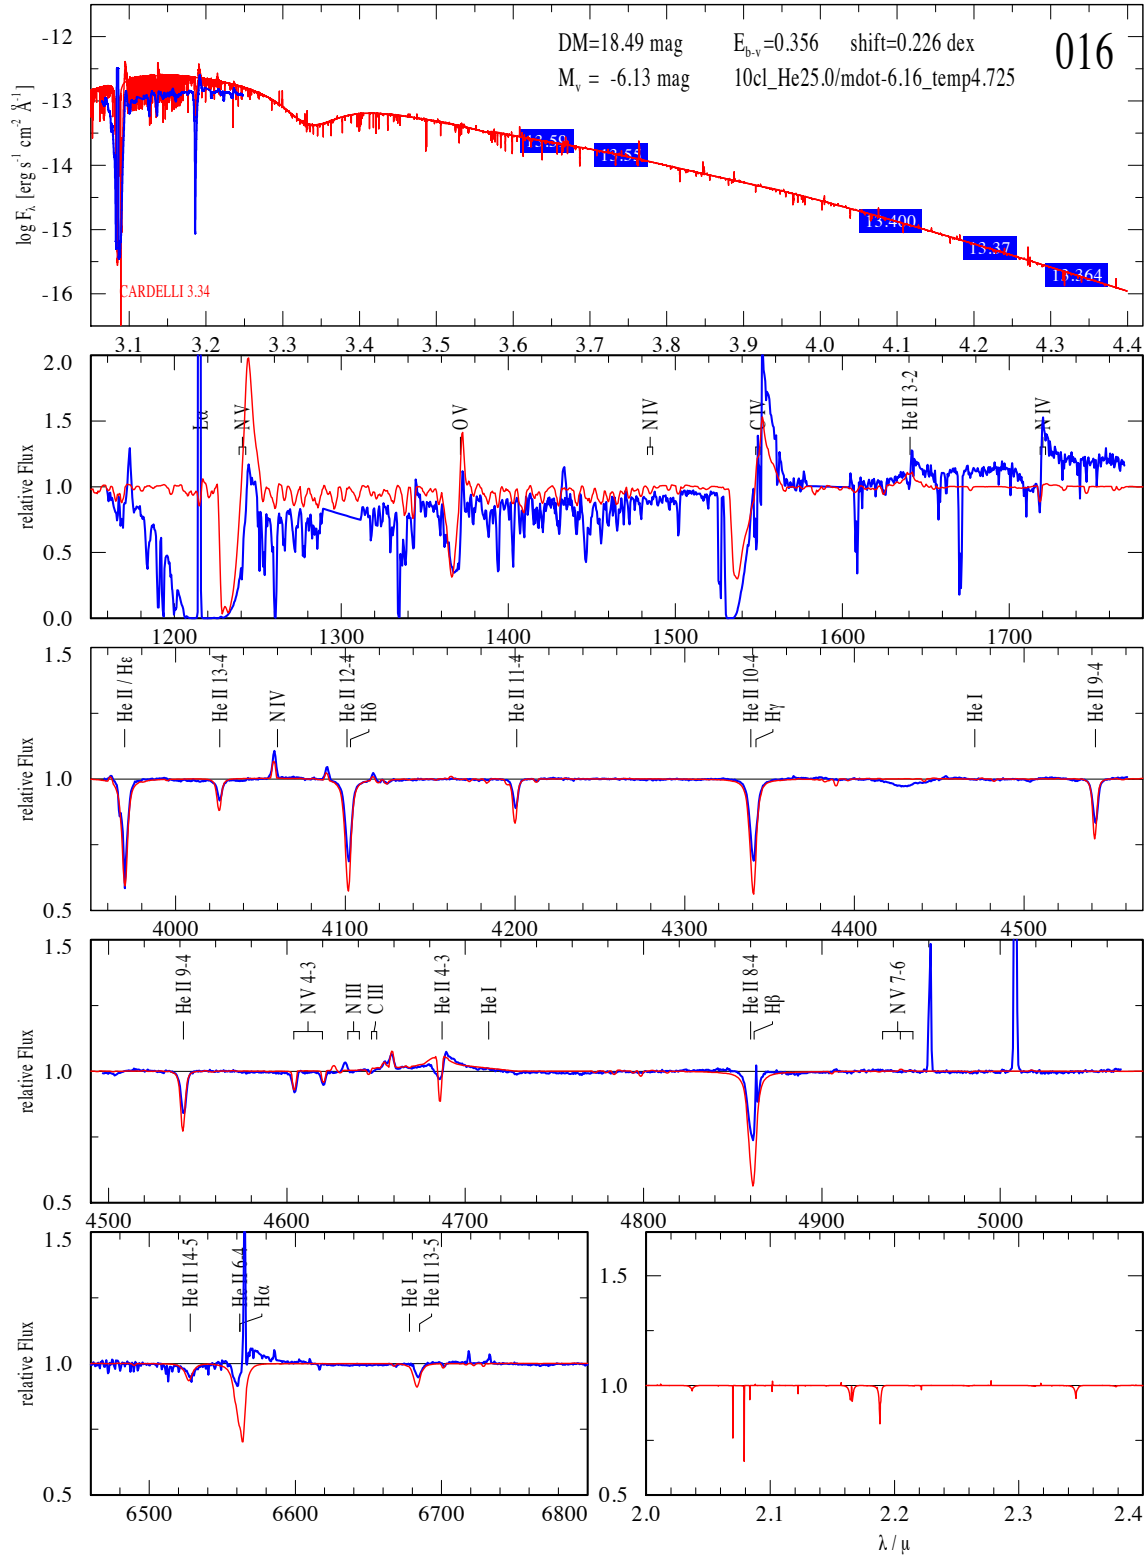 DM=18.49 mag E_b-v=0.356 shift=0.226 dex 016
M_v = -6.13 mag 10cl_He25.0/mdot-6.16_temp4.725
log F_λ [erg s⁻¹ cm⁻² Å⁻¹]
-12
-13
-14
-15
-16
13.59 13.55 13.400 13.37 13.364
CARDELLI 3.34
3.1 3.2 3.3 3.4 3.5 3.6 3.7 3.8 3.9 4.0 4.1 4.2 4.3 4.4
relative Flux
2.0
1.5
1.0
0.5
0.0
Lα N V O V N IV C IV He II 3-2 N IV
1200 1300 1400 1500 1600 1700
relative Flux
1.5
1.0
0.5
He II / Hε He II 13-4 N IV He II 12-4 Hδ He II 11-4 He II 10-4 Hγ He I He II 9-4
4000 4100 4200 4300 4400 4500
relative Flux
1.5
1.0
0.5
He II 9-4 N V 4-3 N III C III He II 4-3 He I He II 8-4 Hβ N V 7-6
4500 4600 4700 4800 4900 5000
relative Flux
1.5
1.0
0.5
He II 14-5 He II 6-4 Hα He I He II 13-5
6500 6600 6700 6800
1.5
1.0
0.5
2.0 2.1 2.2 2.3 2.4
λ / μ